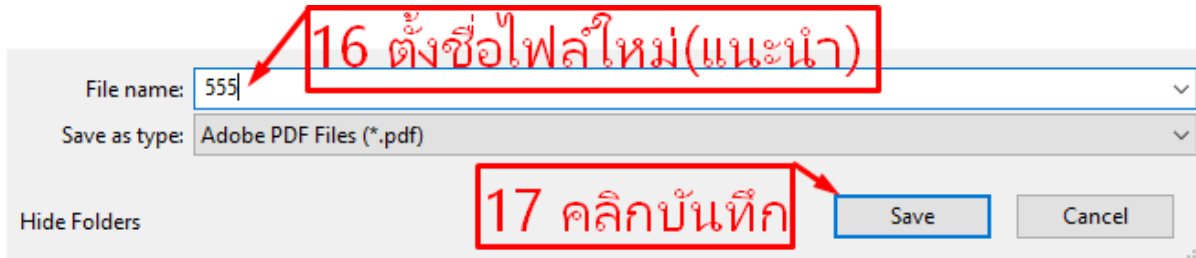 16 ตั้งชื่อไฟล์ใหม่(แนะนำ)
File name: 555
Save as type: Adobe PDF Files (*.pdf)
17 คลิกบันทึก
Hide Folders Save Cancel